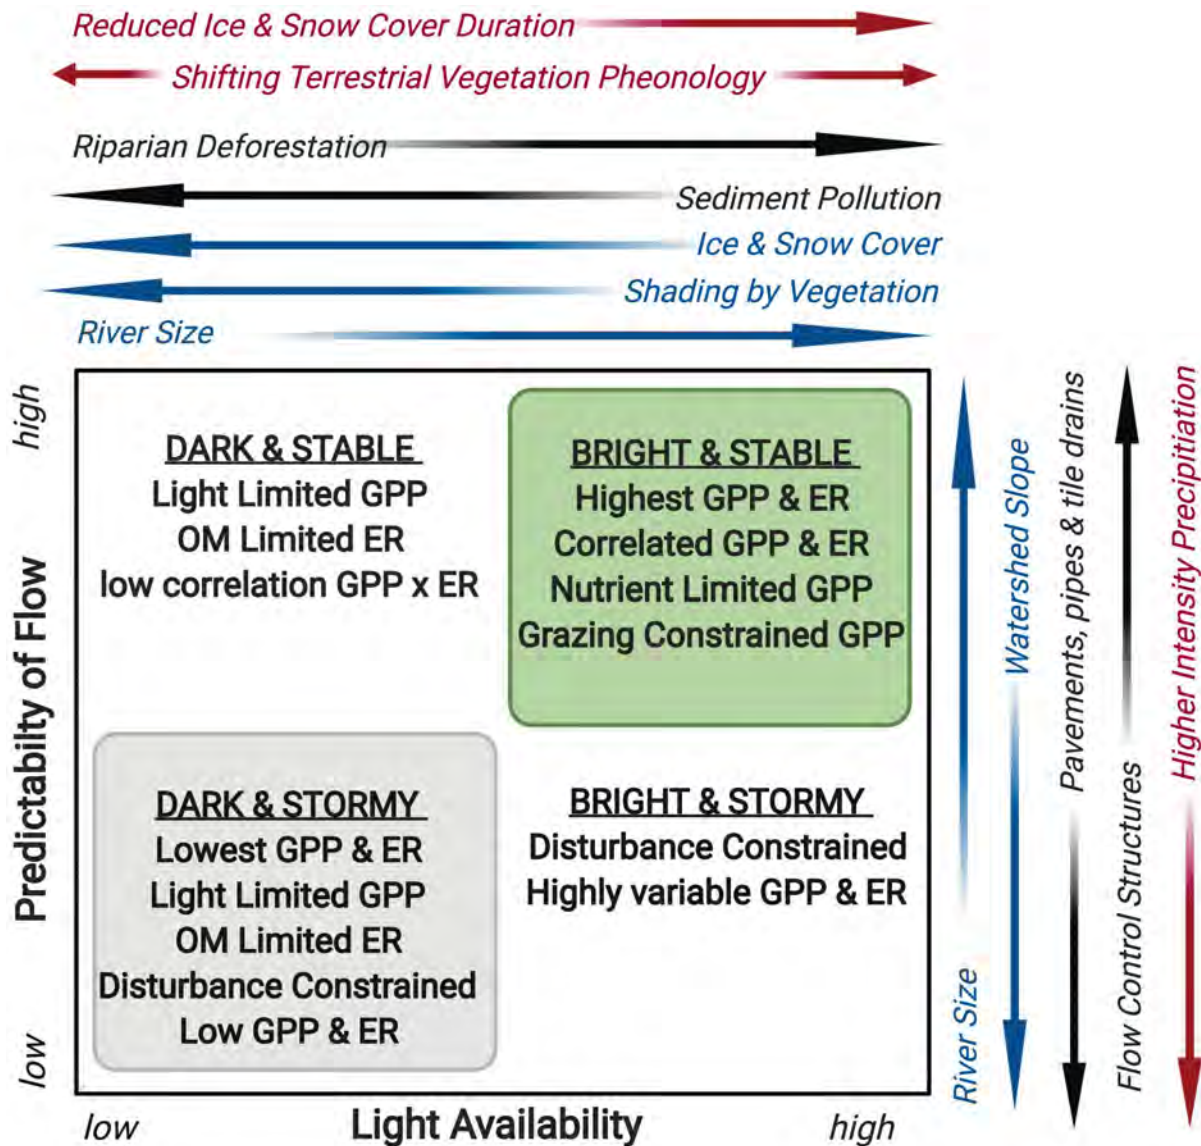 Reduced Ice & Snow Cover Duration
Shifting Terrestrial Vegetation Pheonology
Riparian Deforestation
Sediment Pollution
Ice & Snow Cover
Shading by Vegetation
River Size
high
DARK & STABLE
Light Limited GPP
OM Limited ER
low correlation GPP x ER
BRIGHT & STABLE
Highest GPP & ER
Correlated GPP & ER
Nutrient Limited GPP
Grazing Constrained GPP
Predictabilty of Flow
DARK & STORMY
Lowest GPP & ER
Light Limited GPP
OM Limited ER
Disturbance Constrained
Low GPP & ER
BRIGHT & STORMY
Disturbance Constrained
Highly variable GPP & ER
low
low
Light Availability
high
River Size
Watershed Slope
Pavements, pipes & tile drains
Flow Control Structures
Higher Intensity Precipitiation